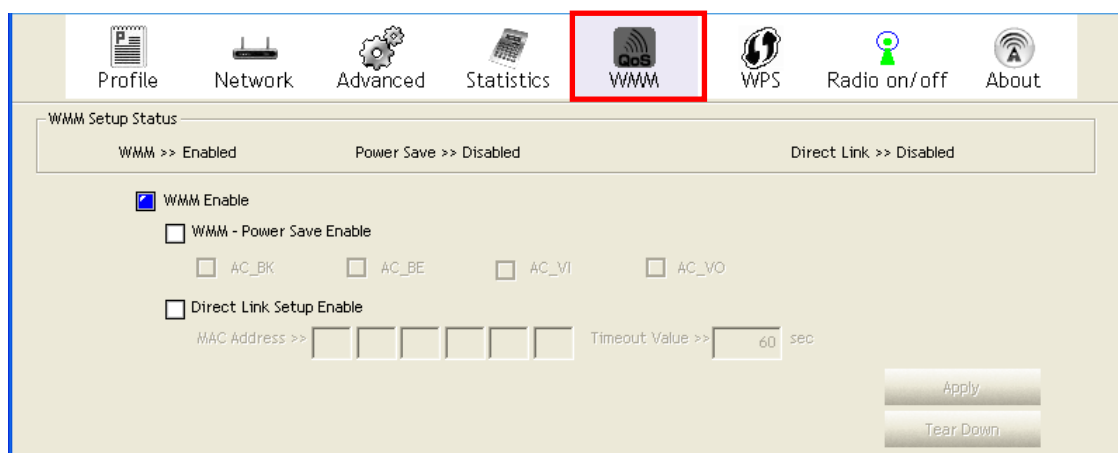 Profile Network Advanced Statistics QoS WMM WPS Radio on/off About
WMM Setup Status
WMM >> Enabled Power Save >> Disabled Direct Link >> Disabled
WMM Enable
WMM - Power Save Enable
AC_BK AC_BE AC_VI AC_VO
Direct Link Setup Enable
MAC Address >> Timeout Value >> 60 sec
Apply
Tear Down